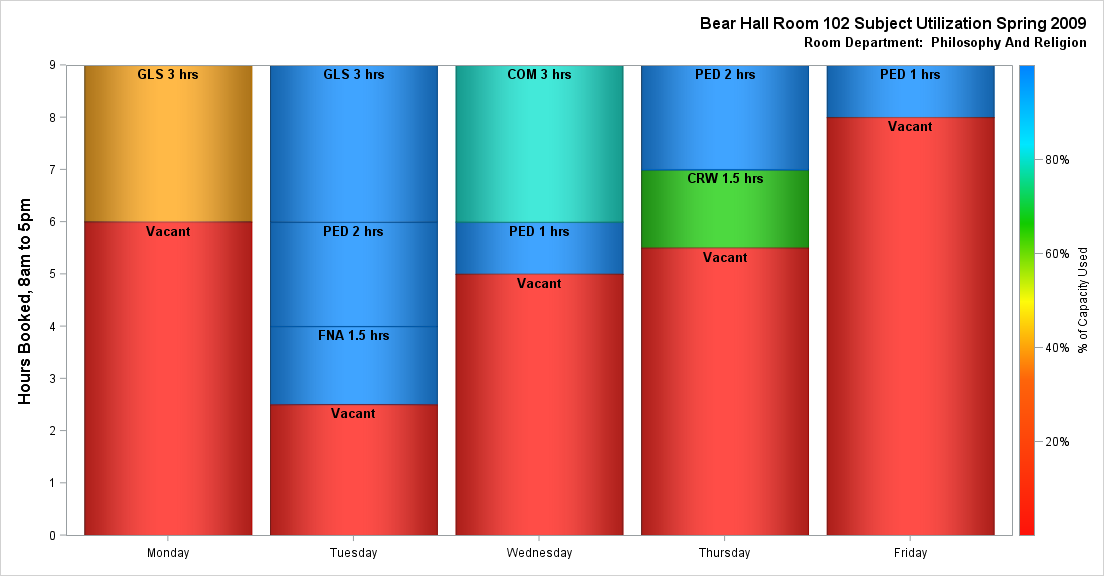 Bear Hall Room 102 Subject Utilization Spring 2009
Room Department:  Philosophy And Religion
Hours Booked, 8am to 5pm
9
8
7
6
5
4
3
2
1
0
GLS 3 hrs
Vacant
GLS 3 hrs
PED 2 hrs
FNA 1.5 hrs
Vacant
COM 3 hrs
PED 1 hrs
Vacant
PED 2 hrs
CRW 1.5 hrs
Vacant
PED 1 hrs
Vacant
Monday
Tuesday
Wednesday
Thursday
Friday
80%
60%
40%
20%
% of Capacity Used